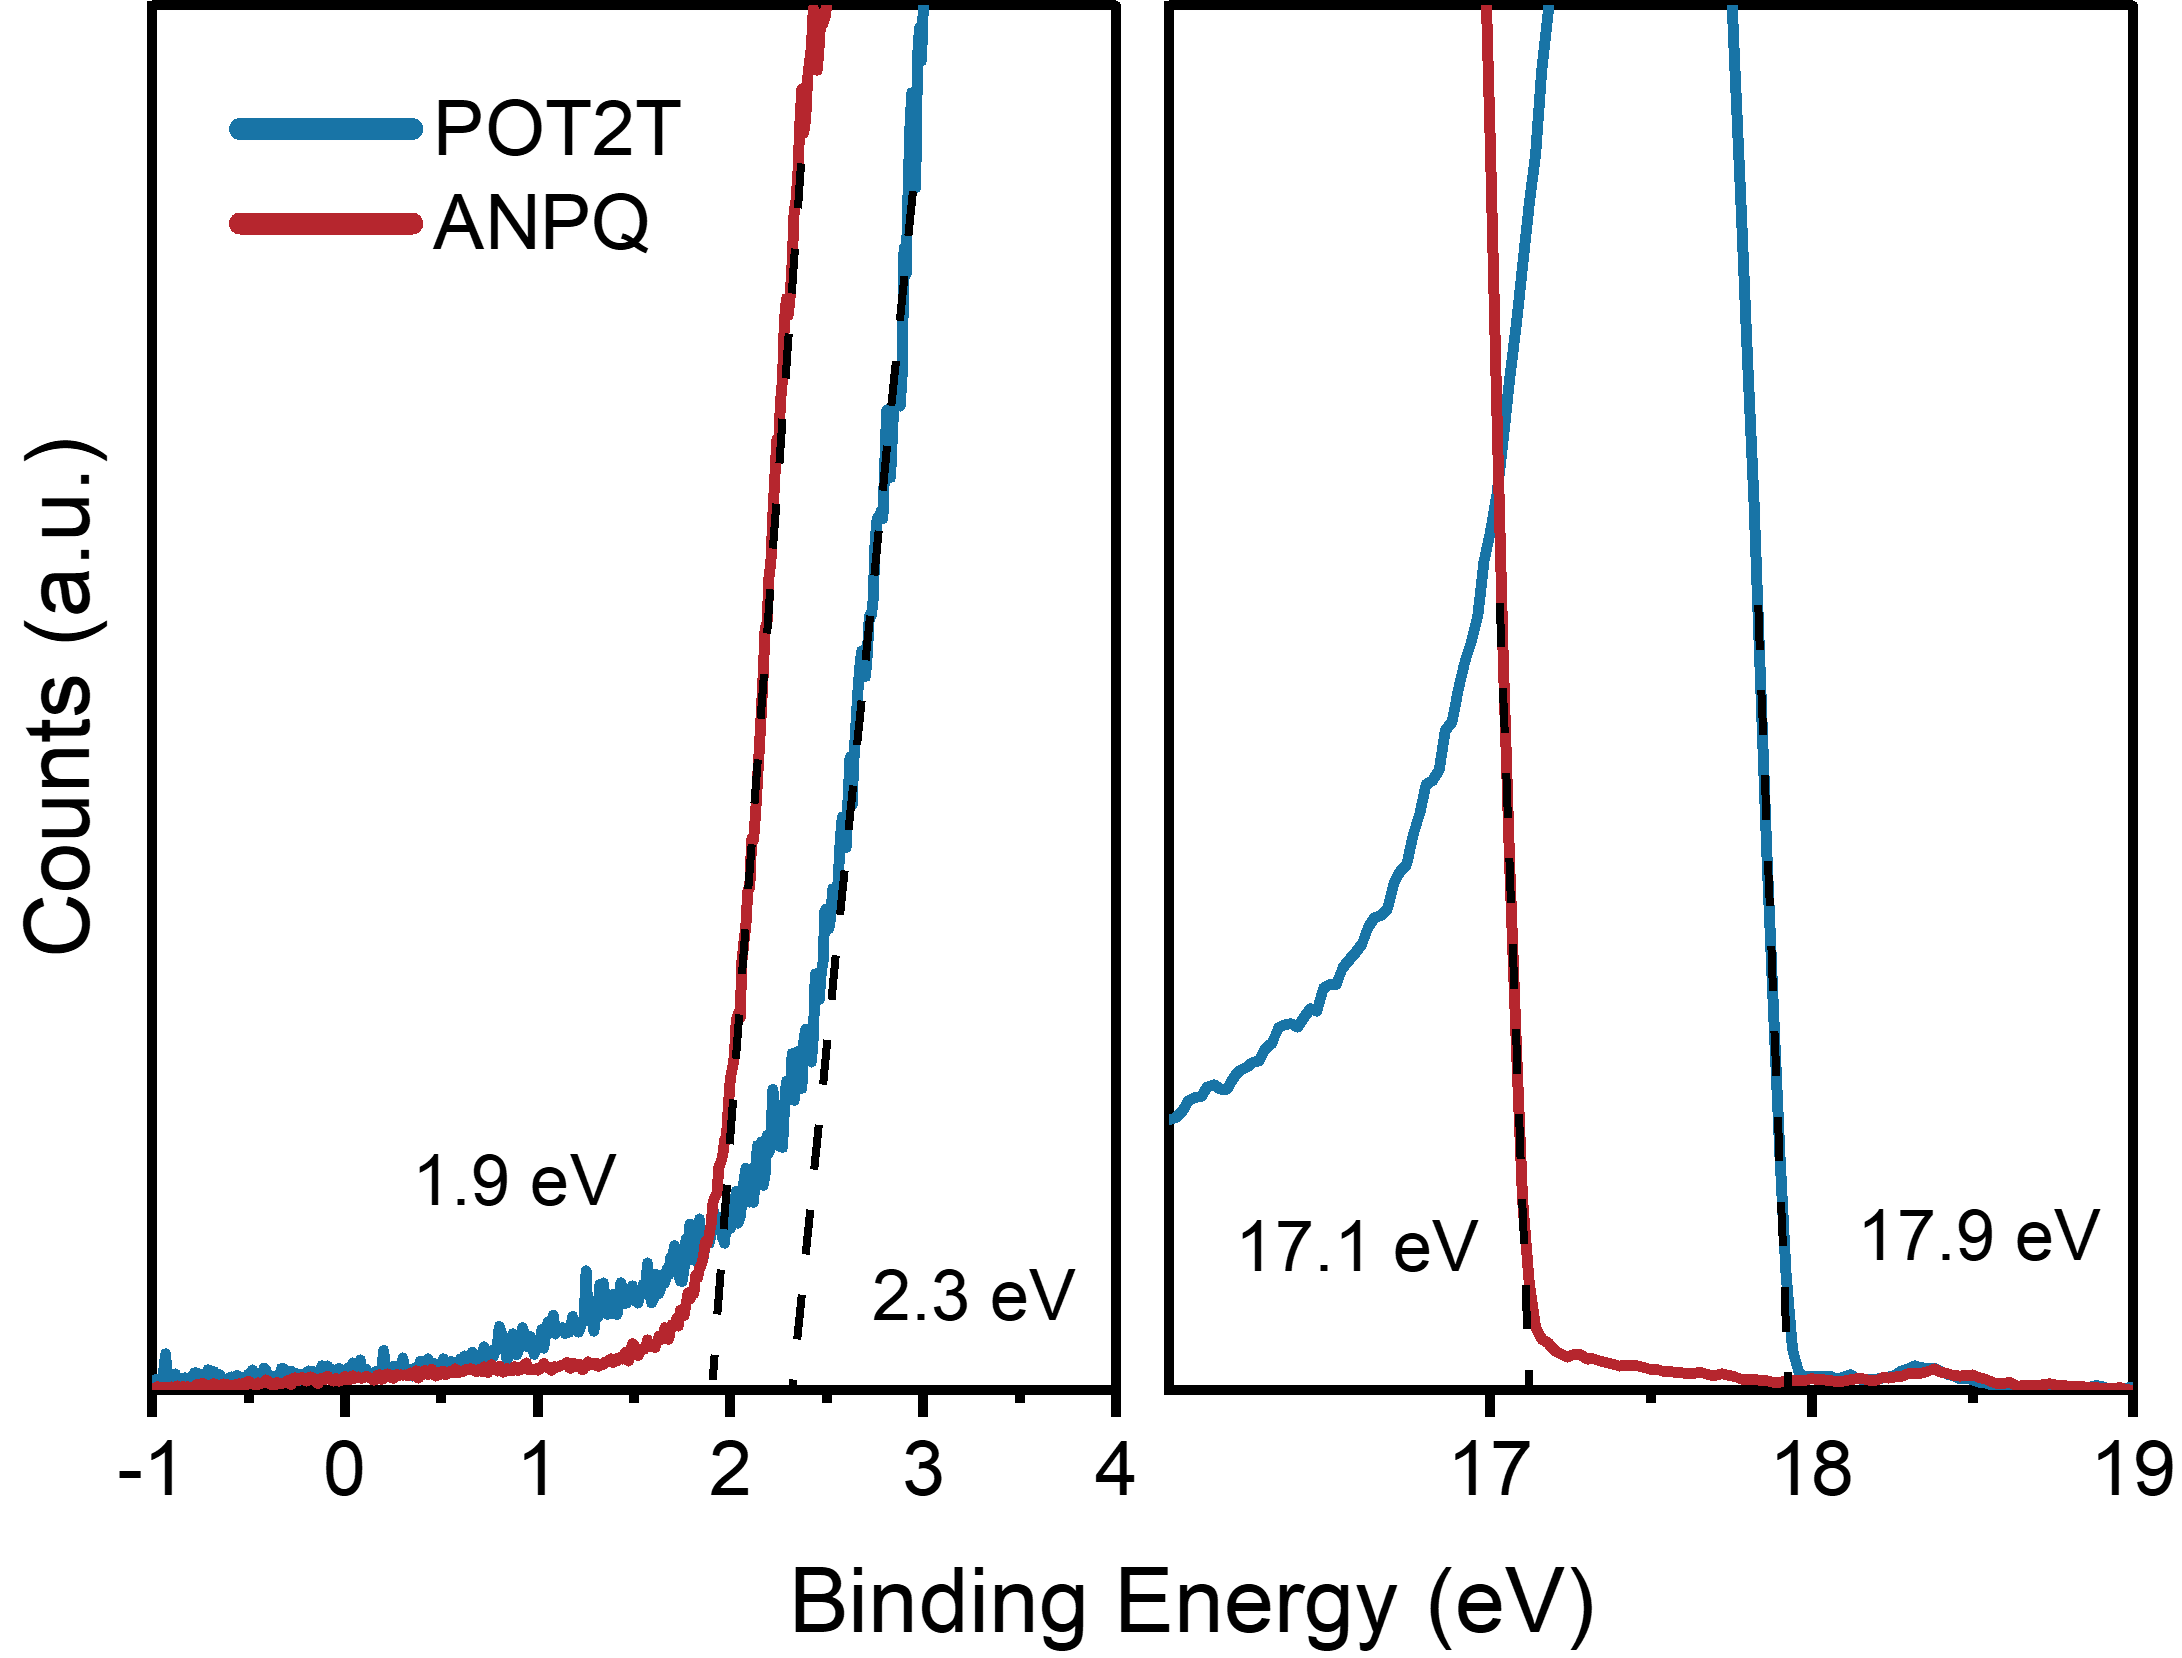 POT2T
ANPQ
Counts (a.u.)
1.9 eV
2.3 eV
17.1 eV
17.9 eV
-1 0 1 2 3 4 17 18 19
Binding Energy (eV)